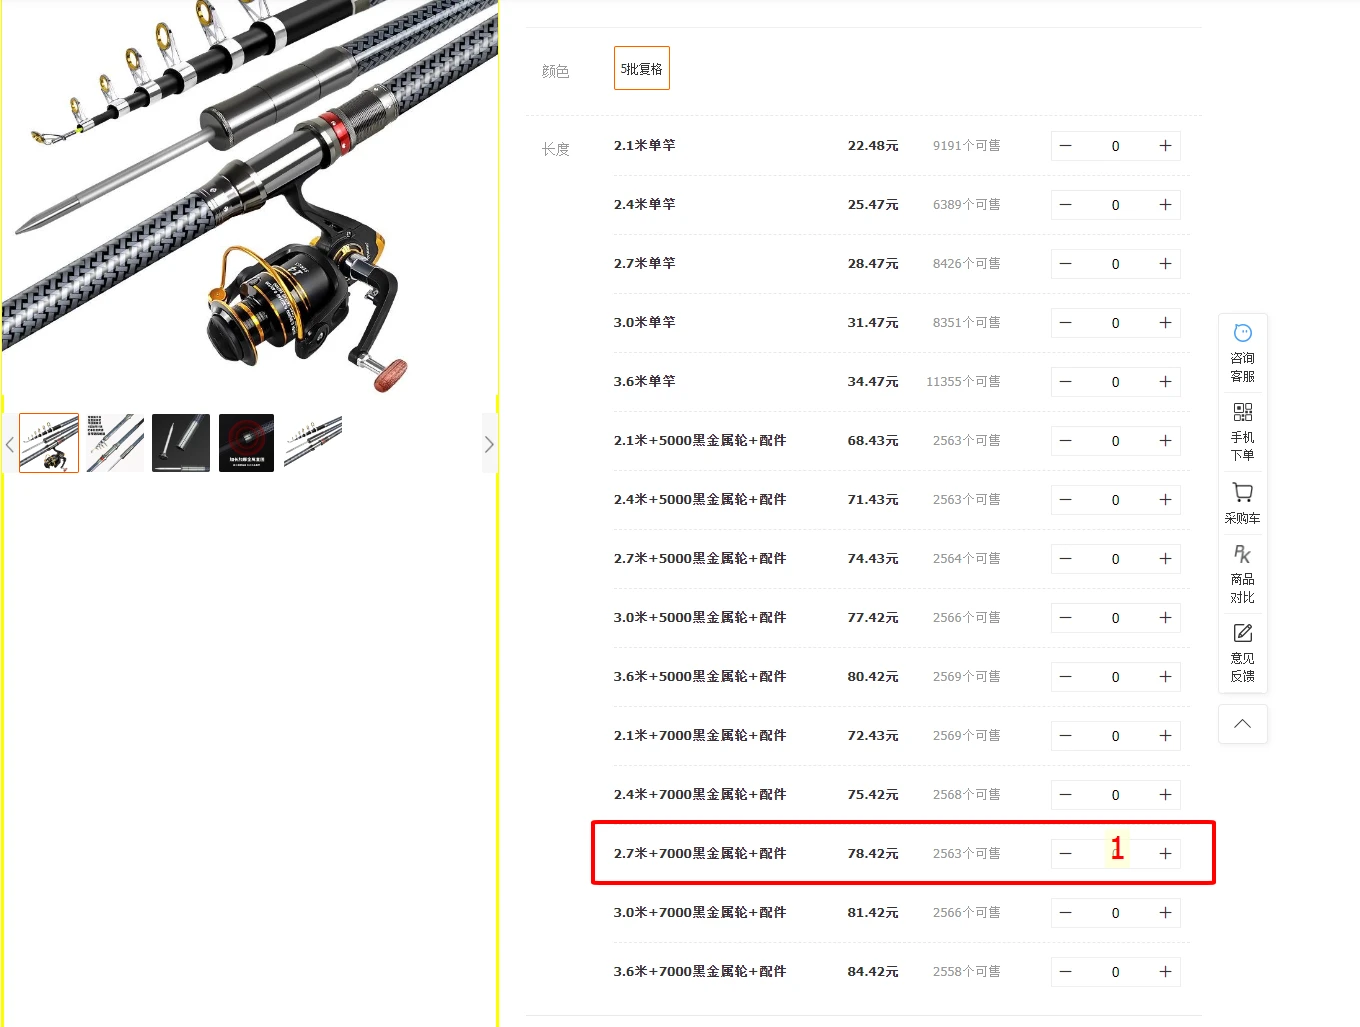 颜色
5批复格
长度
2.1米单竿 22.48元 9191个可售 0
2.4米单竿 25.47元 6389个可售 0
2.7米单竿 28.47元 8426个可售 0
3.0米单竿 31.47元 8351个可售 0
3.6米单竿 34.47元 11355个可售 0
2.1米+5000黑金属轮+配件 68.43元 2563个可售 0
2.4米+5000黑金属轮+配件 71.43元 2563个可售 0
2.7米+5000黑金属轮+配件 74.43元 2564个可售 0
3.0米+5000黑金属轮+配件 77.42元 2566个可售 0
3.6米+5000黑金属轮+配件 80.42元 2569个可售 0
2.1米+7000黑金属轮+配件 72.43元 2569个可售 0
2.4米+7000黑金属轮+配件 75.42元 2568个可售 0
2.7米+7000黑金属轮+配件 78.42元 2563个可售 1
3.0米+7000黑金属轮+配件 81.42元 2566个可售 0
3.6米+7000黑金属轮+配件 84.42元 2558个可售 0
咨询
客服
手机
下单
采购车
商品
对比
意见
反馈